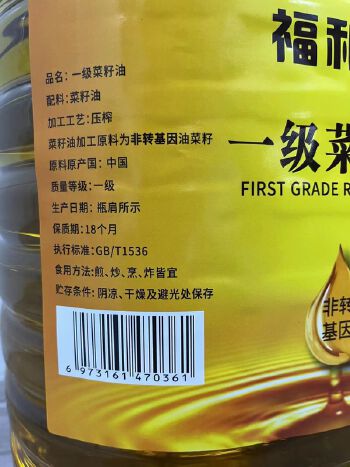 福利
一级菜
FIRST GRADE R
品名：一级菜籽油
配料：菜籽油
加工工艺：压榨
菜籽油加工原料为非转基因油菜籽
原料原产国：中国
质量等级：一级
生产日期：瓶肩所示
保质期：18个月
执行标准：GB/T1536
食用方法：煎、炒、烹、炸皆宜
贮存条件：阴凉、干燥及避光处保存
6 973161 470361
非转
基因